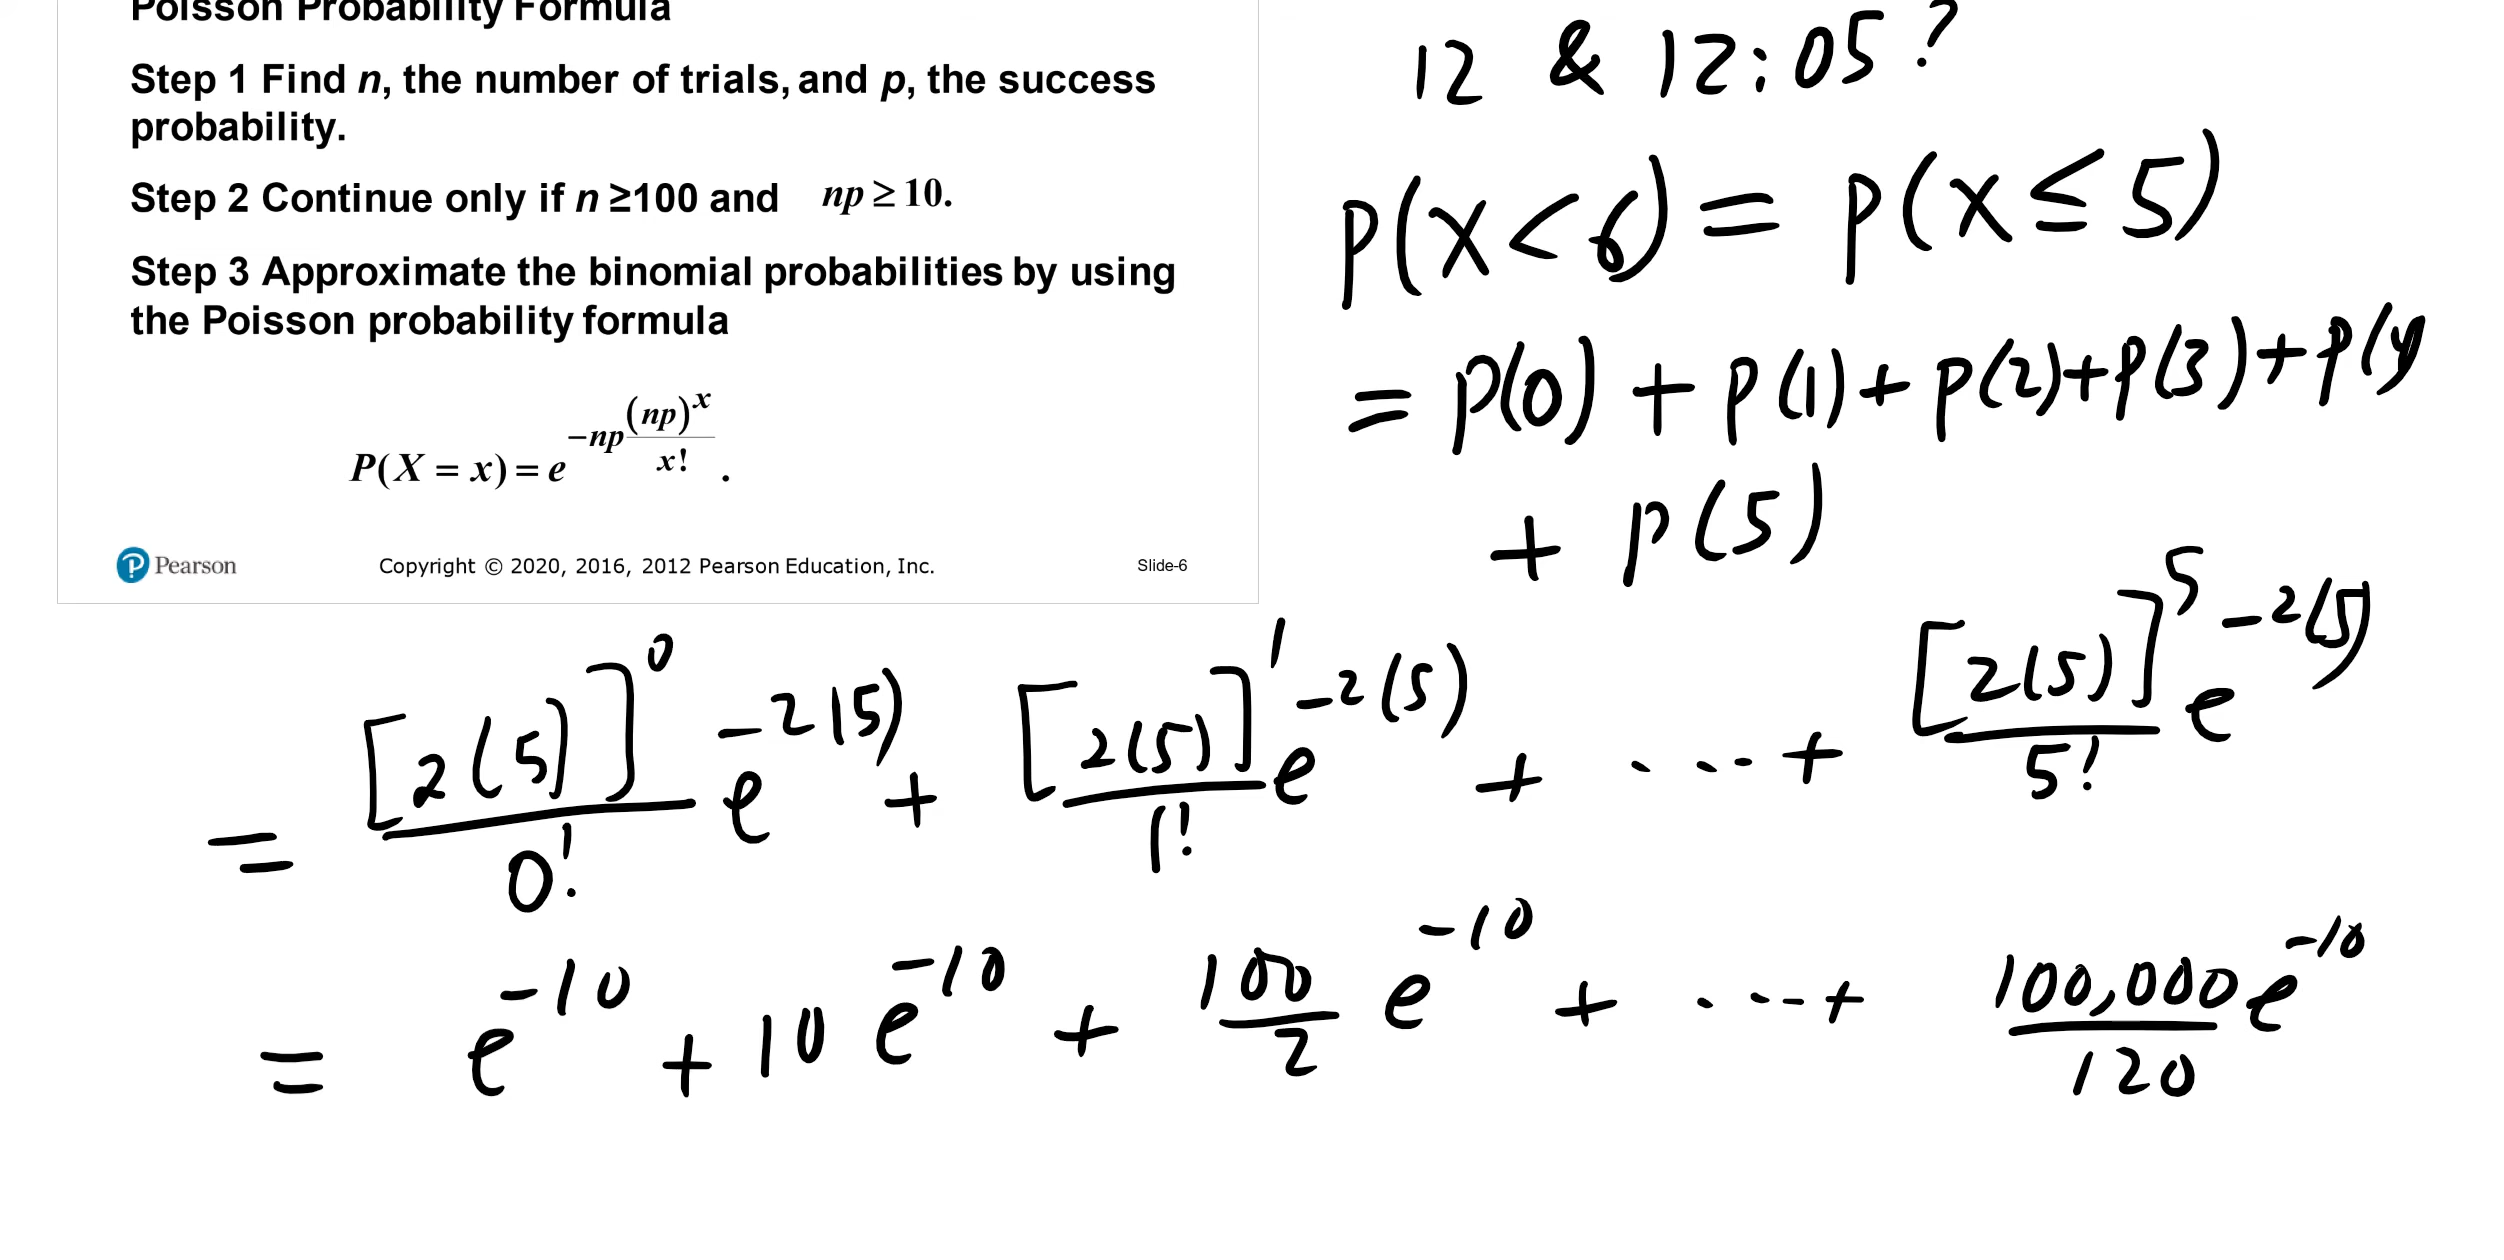 Poisson Probability Formula
Step 1 Find n, the number of trials, and p, the success
probability.
Step 2 Continue only if n ≥100 and np ≥ 10.
Step 3 Approximate the binomial probabilities by using
the Poisson probability formula
P(X = x) = e^{-np (np)^x / x!}.
Pearson
Copyright © 2020, 2016, 2012 Pearson Education, Inc.
Slide-6
12 & 12:05?
P(x<6) = P(x ≤ 5)
= P(0) + P(1) + P(2) + P(3) + P(4)
+ P(5)
= [2(5)]^0 / 0! e^{-2(5)} + [2(5)]^1 / 1! e^{-2(5)} + ... + [2(5)]^5 / 5! e^{-2(5)}
= e^{-10} + 10 e^{-10} + 100/2 e^{-10} + ... + 100,000 e^{-10} / 120